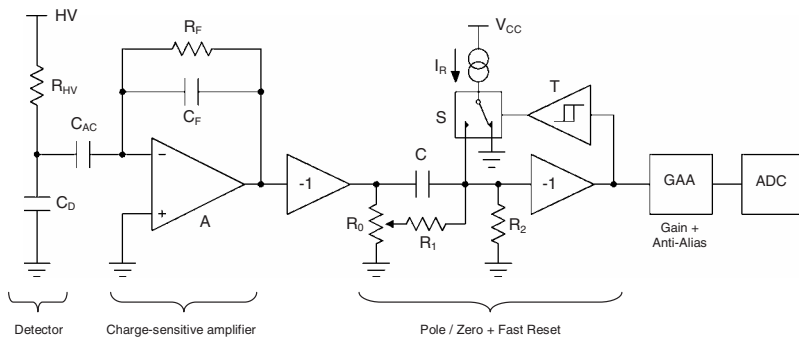 HV
R_HV
C_AC
C_D
R_F
C_F
−
+
A
-1
R_0
C
R_1
R_2
V_CC
I_R
S
T
-1
GAA
Gain +
Anti-Alias
ADC
Detector
Charge-sensitive amplifier
Pole / Zero + Fast Reset